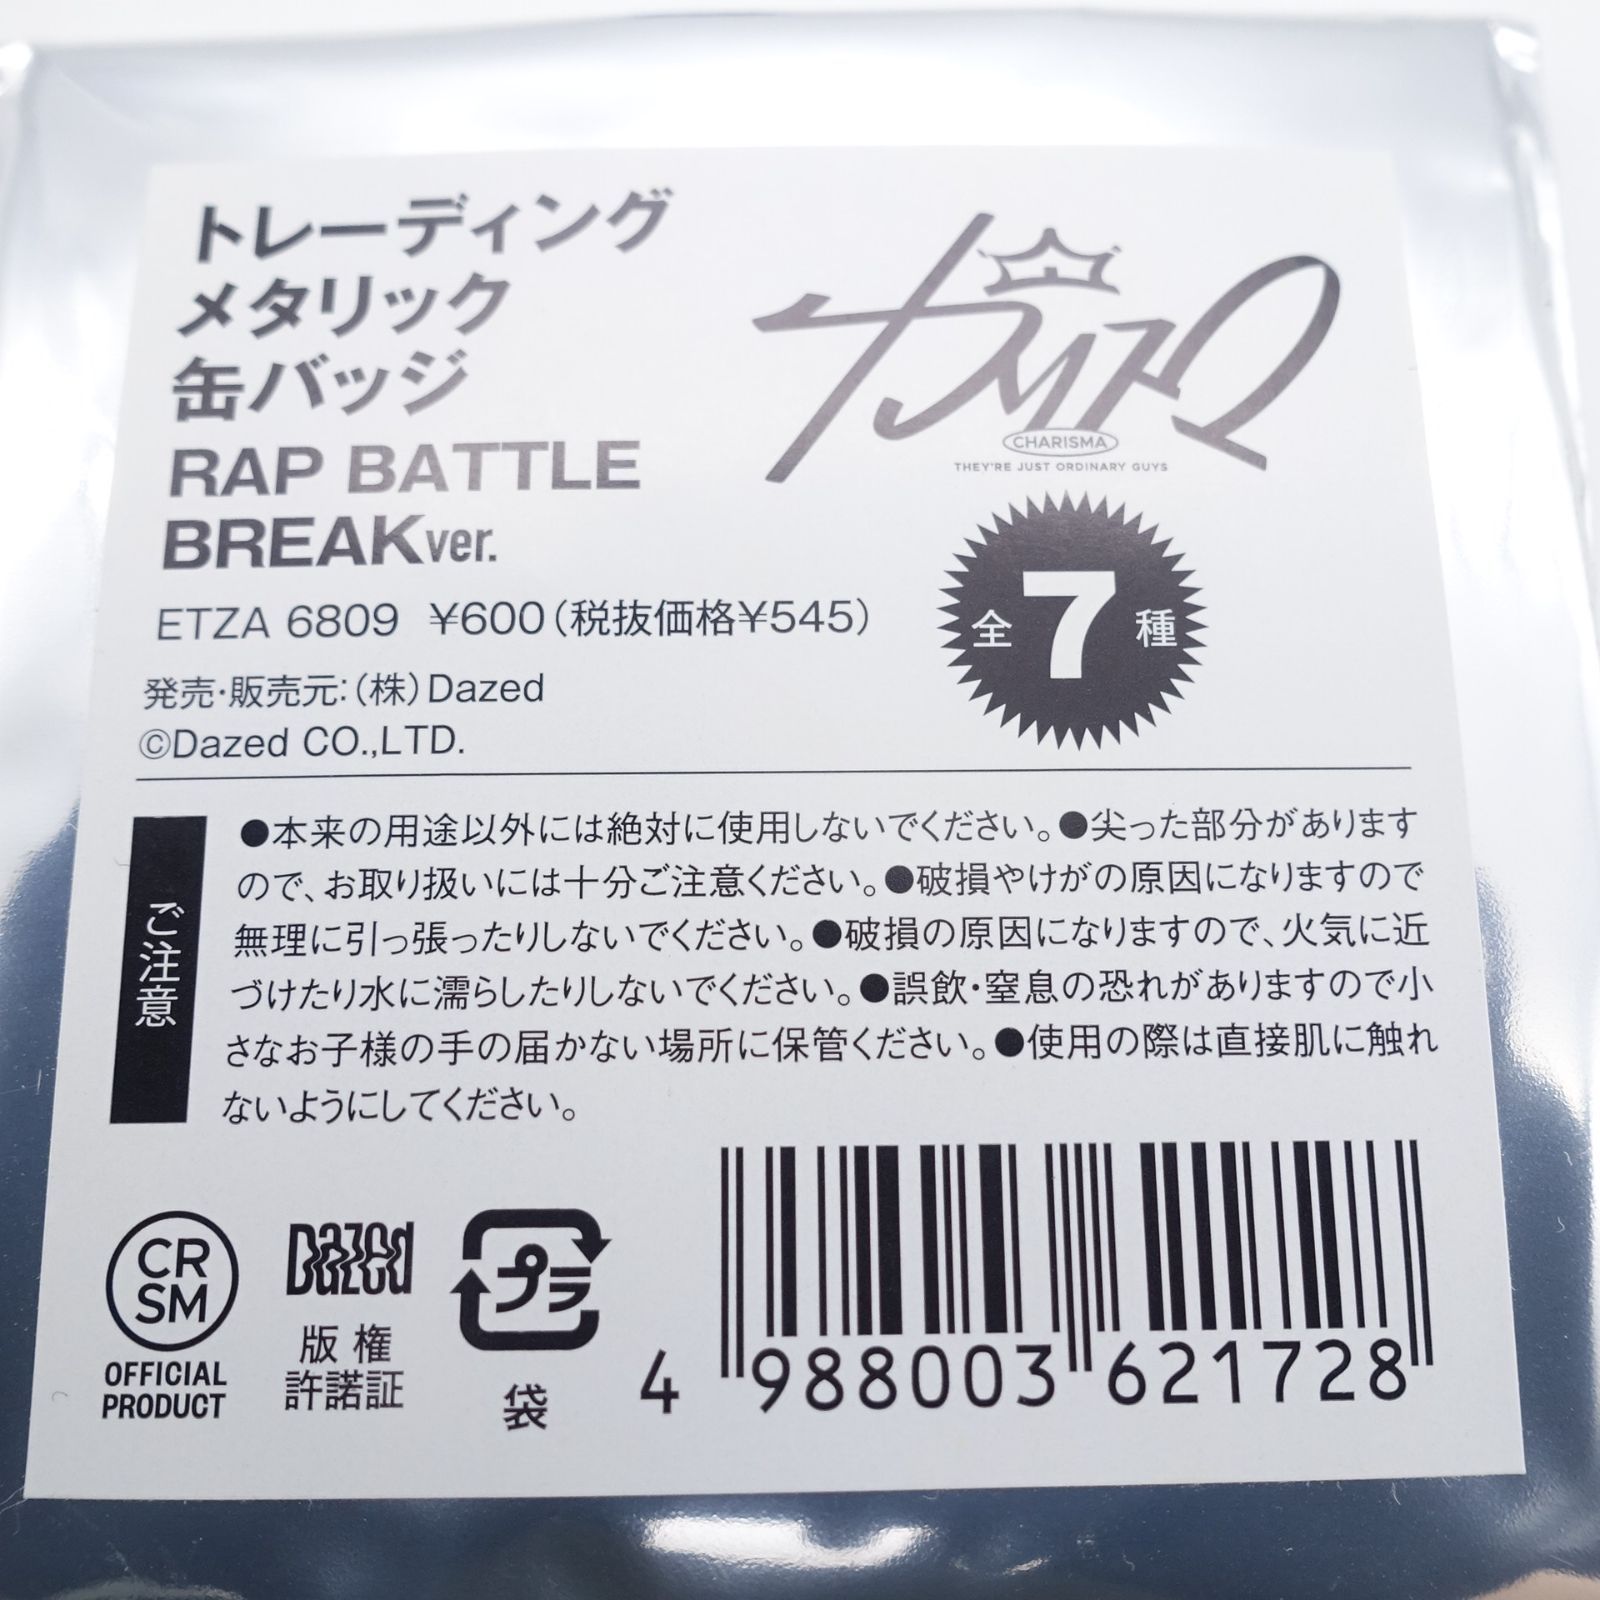 トレーディング
メタリック
缶バッジ
RAP BATTLE
BREAKver.
ETZA 6809 ¥600(税抜価格¥545)
発売・販売元:(株)Dazed
©Dazed CO.,LTD.
カリスマ
CHARISMA
THEY'RE JUST ORDINARY GUYS
全7種
ご注意
●本来の用途以外には絶対に使用しないでください。●尖った部分があります
ので、お取り扱いには十分ご注意ください。●破損やけがの原因になりますので
無理に引っ張ったりしないでください。●破損の原因になりますので、火気に近
づけたり水に濡らしたりしないでください。●誤飲・窒息の恐れがありますので小
さなお子様の手の届かない場所に保管ください。●使用の際は直接肌に触れ
ないようにしてください。
CR
SM
OFFICIAL
PRODUCT
Dazed
版権
許諾証
プラ
袋
4 988003 621728